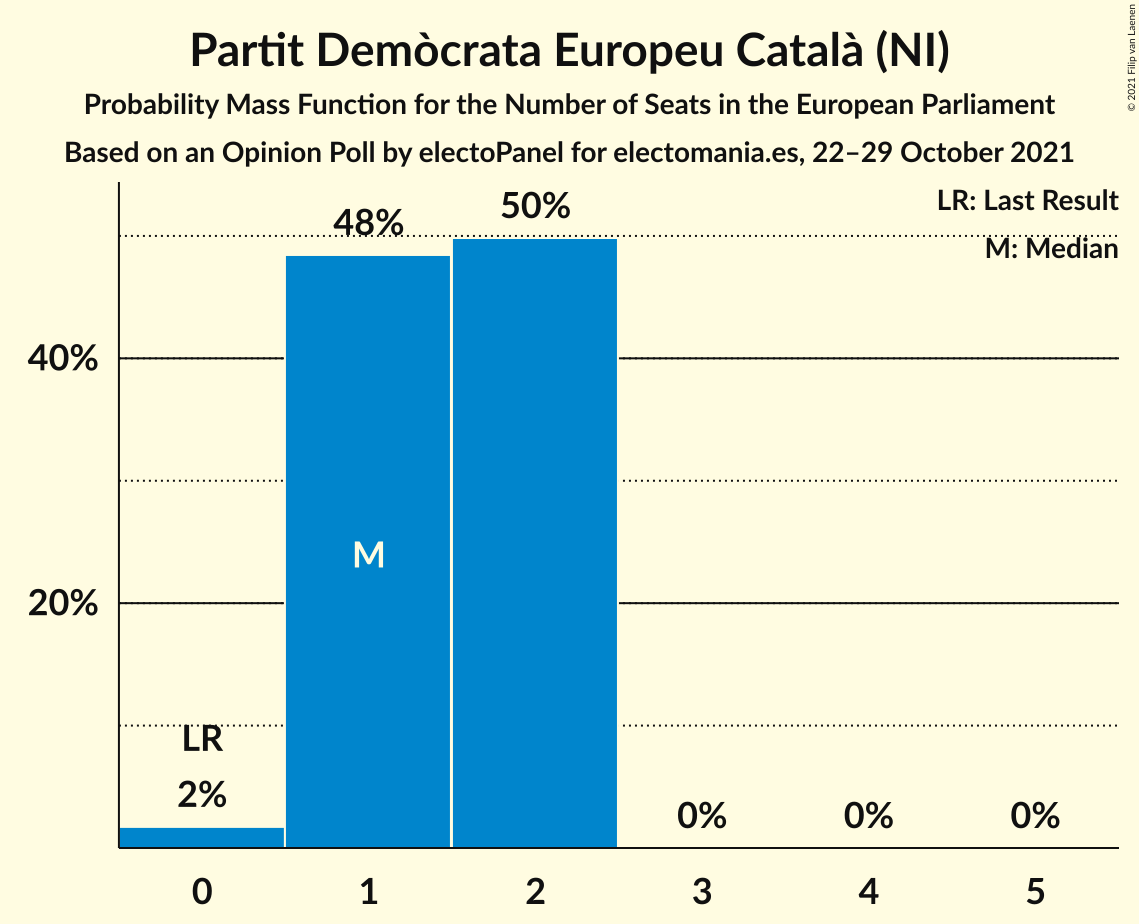 Partit Demòcrata Europeu Català (NI)
Probability Mass Function for the Number of Seats in the European Parliament
Based on an Opinion Poll by electoPanel for electomania.es, 22–29 October 2021
© 2021 Filip van Laenen
LR: Last Result
M: Median
50%
48%
40%
M
20%
LR
2%
0%
0%
0%
0
1
2
3
4
5